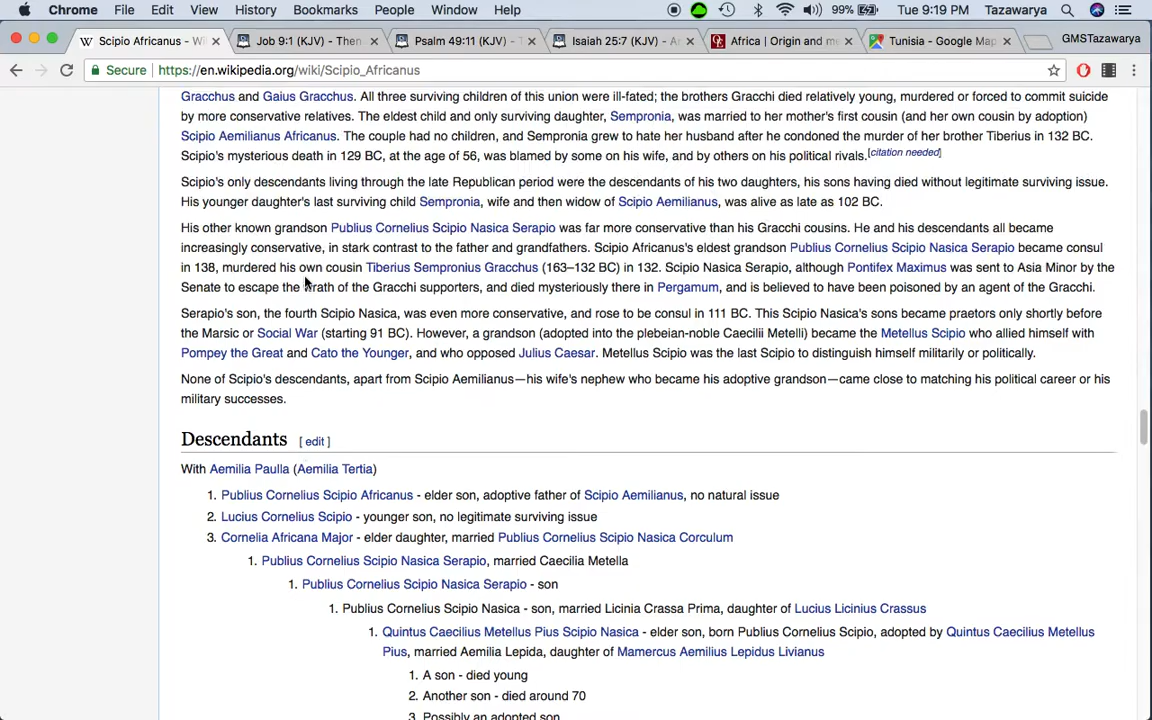 Chrome File Edit View History Bookmarks People Window Help 99% Tue 9:19 PM Tazawarya
Scipio Africanus - Wi Job 9:1 (KJV) - Then Psalm 49:11 (KJV) - T Isaiah 25:7 (KJV) - An Africa | Origin and me Tunisia - Google Map GMSTazawarya
Secure https://en.wikipedia.org/wiki/Scipio_Africanus
Gracchus and Gaius Gracchus. All three surviving children of this union were ill-fated; the brothers Gracchi died relatively young, murdered or forced to commit suicide
by more conservative relatives. The eldest child and only surviving daughter, Sempronia, was married to her mother's first cousin (and her own cousin by adoption)
Scipio Aemilianus Africanus. The couple had no children, and Sempronia grew to hate her husband after he condoned the murder of her brother Tiberius in 132 BC.
Scipio's mysterious death in 129 BC, at the age of 56, was blamed by some on his wife, and by others on his political rivals.[citation needed]
Scipio's only descendants living through the late Republican period were the descendants of his two daughters, his sons having died without legitimate surviving issue.
His younger daughter's last surviving child Sempronia, wife and then widow of Scipio Aemilianus, was alive as late as 102 BC.
His other known grandson Publius Cornelius Scipio Nasica Serapio was far more conservative than his Gracchi cousins. He and his descendants all became
increasingly conservative, in stark contrast to the father and grandfathers. Scipio Africanus's eldest grandson Publius Cornelius Scipio Nasica Serapio became consul
in 138, murdered his own cousin Tiberius Sempronius Gracchus (163–132 BC) in 132. Scipio Nasica Serapio, although Pontifex Maximus was sent to Asia Minor by the
Senate to escape the wrath of the Gracchi supporters, and died mysteriously there in Pergamum, and is believed to have been poisoned by an agent of the Gracchi.
Serapio's son, the fourth Scipio Nasica, was even more conservative, and rose to be consul in 111 BC. This Scipio Nasica's sons became praetors only shortly before
the Marsic or Social War (starting 91 BC). However, a grandson (adopted into the plebeian-noble Caecilii Metelli) became the Metellus Scipio who allied himself with
Pompey the Great and Cato the Younger, and who opposed Julius Caesar. Metellus Scipio was the last Scipio to distinguish himself militarily or politically.
None of Scipio's descendants, apart from Scipio Aemilianus—his wife's nephew who became his adoptive grandson—came close to matching his political career or his
military successes.
Descendants [ edit ]
With Aemilia Paulla (Aemilia Tertia)
1. Publius Cornelius Scipio Africanus - elder son, adoptive father of Scipio Aemilianus, no natural issue
2. Lucius Cornelius Scipio - younger son, no legitimate surviving issue
3. Cornelia Africana Major - elder daughter, married Publius Cornelius Scipio Nasica Corculum
1. Publius Cornelius Scipio Nasica Serapio, married Caecilia Metella
1. Publius Cornelius Scipio Nasica Serapio - son
1. Publius Cornelius Scipio Nasica - son, married Licinia Crassa Prima, daughter of Lucius Licinius Crassus
1. Quintus Caecilius Metellus Pius Scipio Nasica - elder son, born Publius Cornelius Scipio, adopted by Quintus Caecilius Metellus
Pius, married Aemilia Lepida, daughter of Mamercus Aemilius Lepidus Livianus
1. A son - died young
2. Another son - died around 70
3. Possibly an adopted son